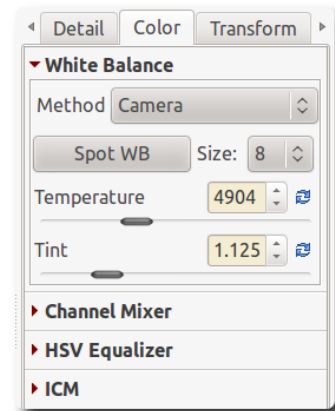 Detail Color Transform
White Balance
Method Camera
Spot WB Size: 8
Temperature 4904
Tint 1.125
Channel Mixer
HSV Equalizer
ICM